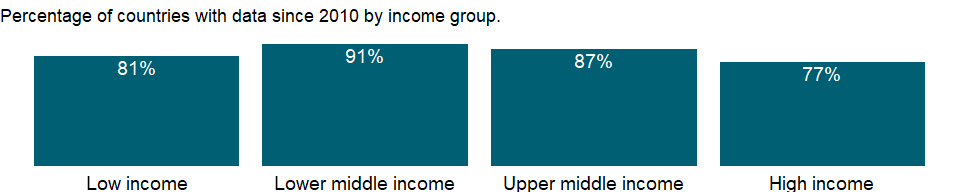 Percentage of countries with data since 2010 by income group.
81%
91%
87%
77%
Low income
Lower middle income
Upper middle income
High income